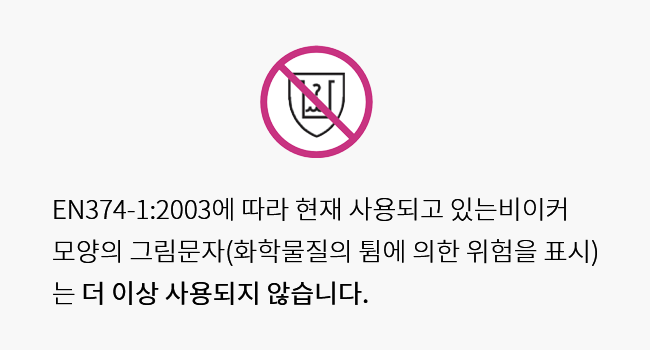 EN374-1:2003에 따라 현재 사용되고 있는비이커
모양의 그림문자(화학물질의 튐에 의한 위험을 표시)
는 더 이상 사용되지 않습니다.